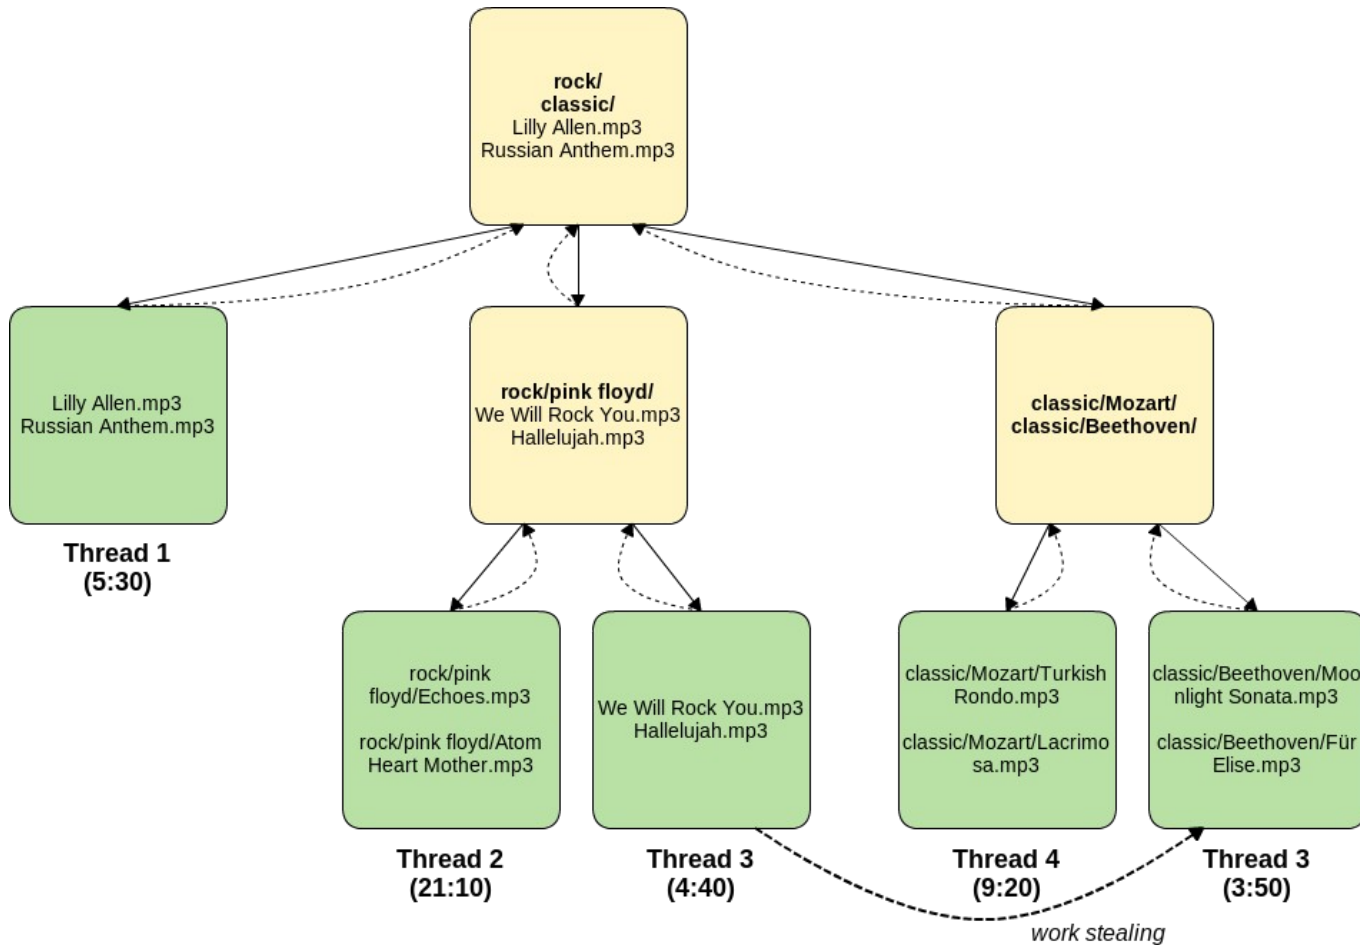 rock/
classic/
Lilly Allen.mp3
Russian Anthem.mp3
Lilly Allen.mp3
Russian Anthem.mp3
Thread 1
(5:30)
rock/pink floyd/
We Will Rock You.mp3
Hallelujah.mp3
classic/Mozart/
classic/Beethoven/
rock/pink
floyd/Echoes.mp3
rock/pink floyd/Atom
Heart Mother.mp3
Thread 2
(21:10)
We Will Rock You.mp3
Hallelujah.mp3
Thread 3
(4:40)
classic/Mozart/Turkish
Rondo.mp3
classic/Mozart/Lacrimo
sa.mp3
Thread 4
(9:20)
classic/Beethoven/Moo
nlight Sonata.mp3
classic/Beethoven/Für
Elise.mp3
Thread 3
(3:50)
work stealing